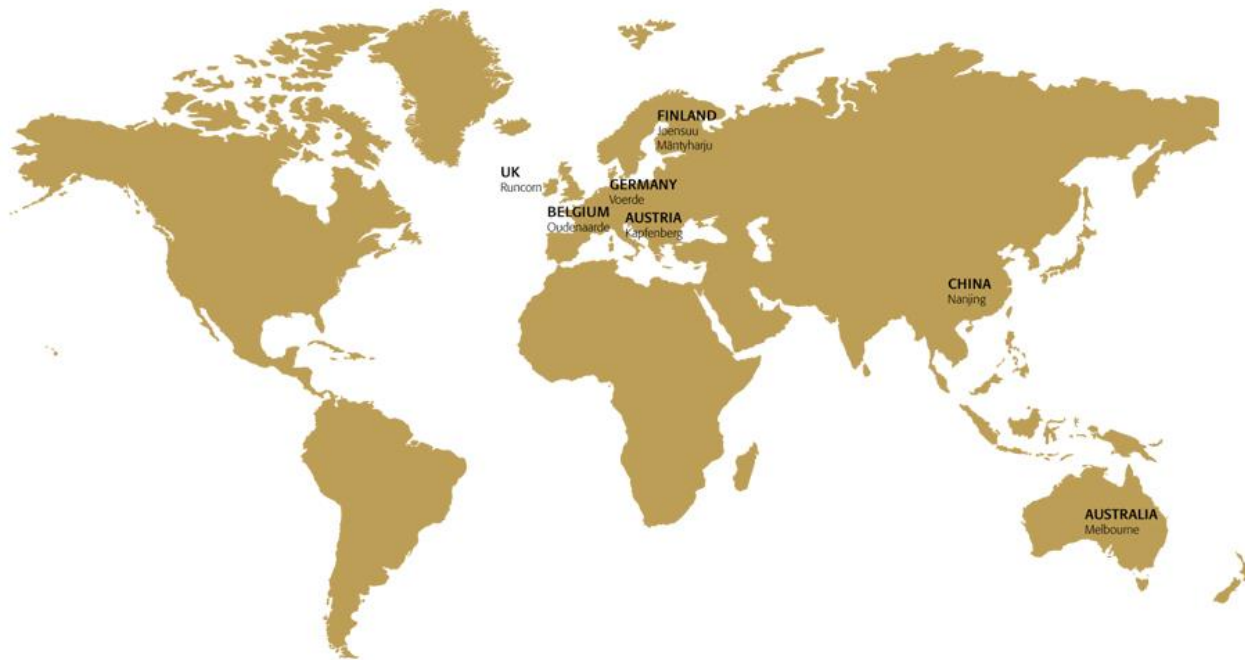 FINLAND
Joensuu
Mäntyharju
UK
Runcorn
GERMANY
Voerde
BELGIUM
Oudenaarde
AUSTRIA
Kapfenberg
CHINA
Nanjing
AUSTRALIA
Melbourne